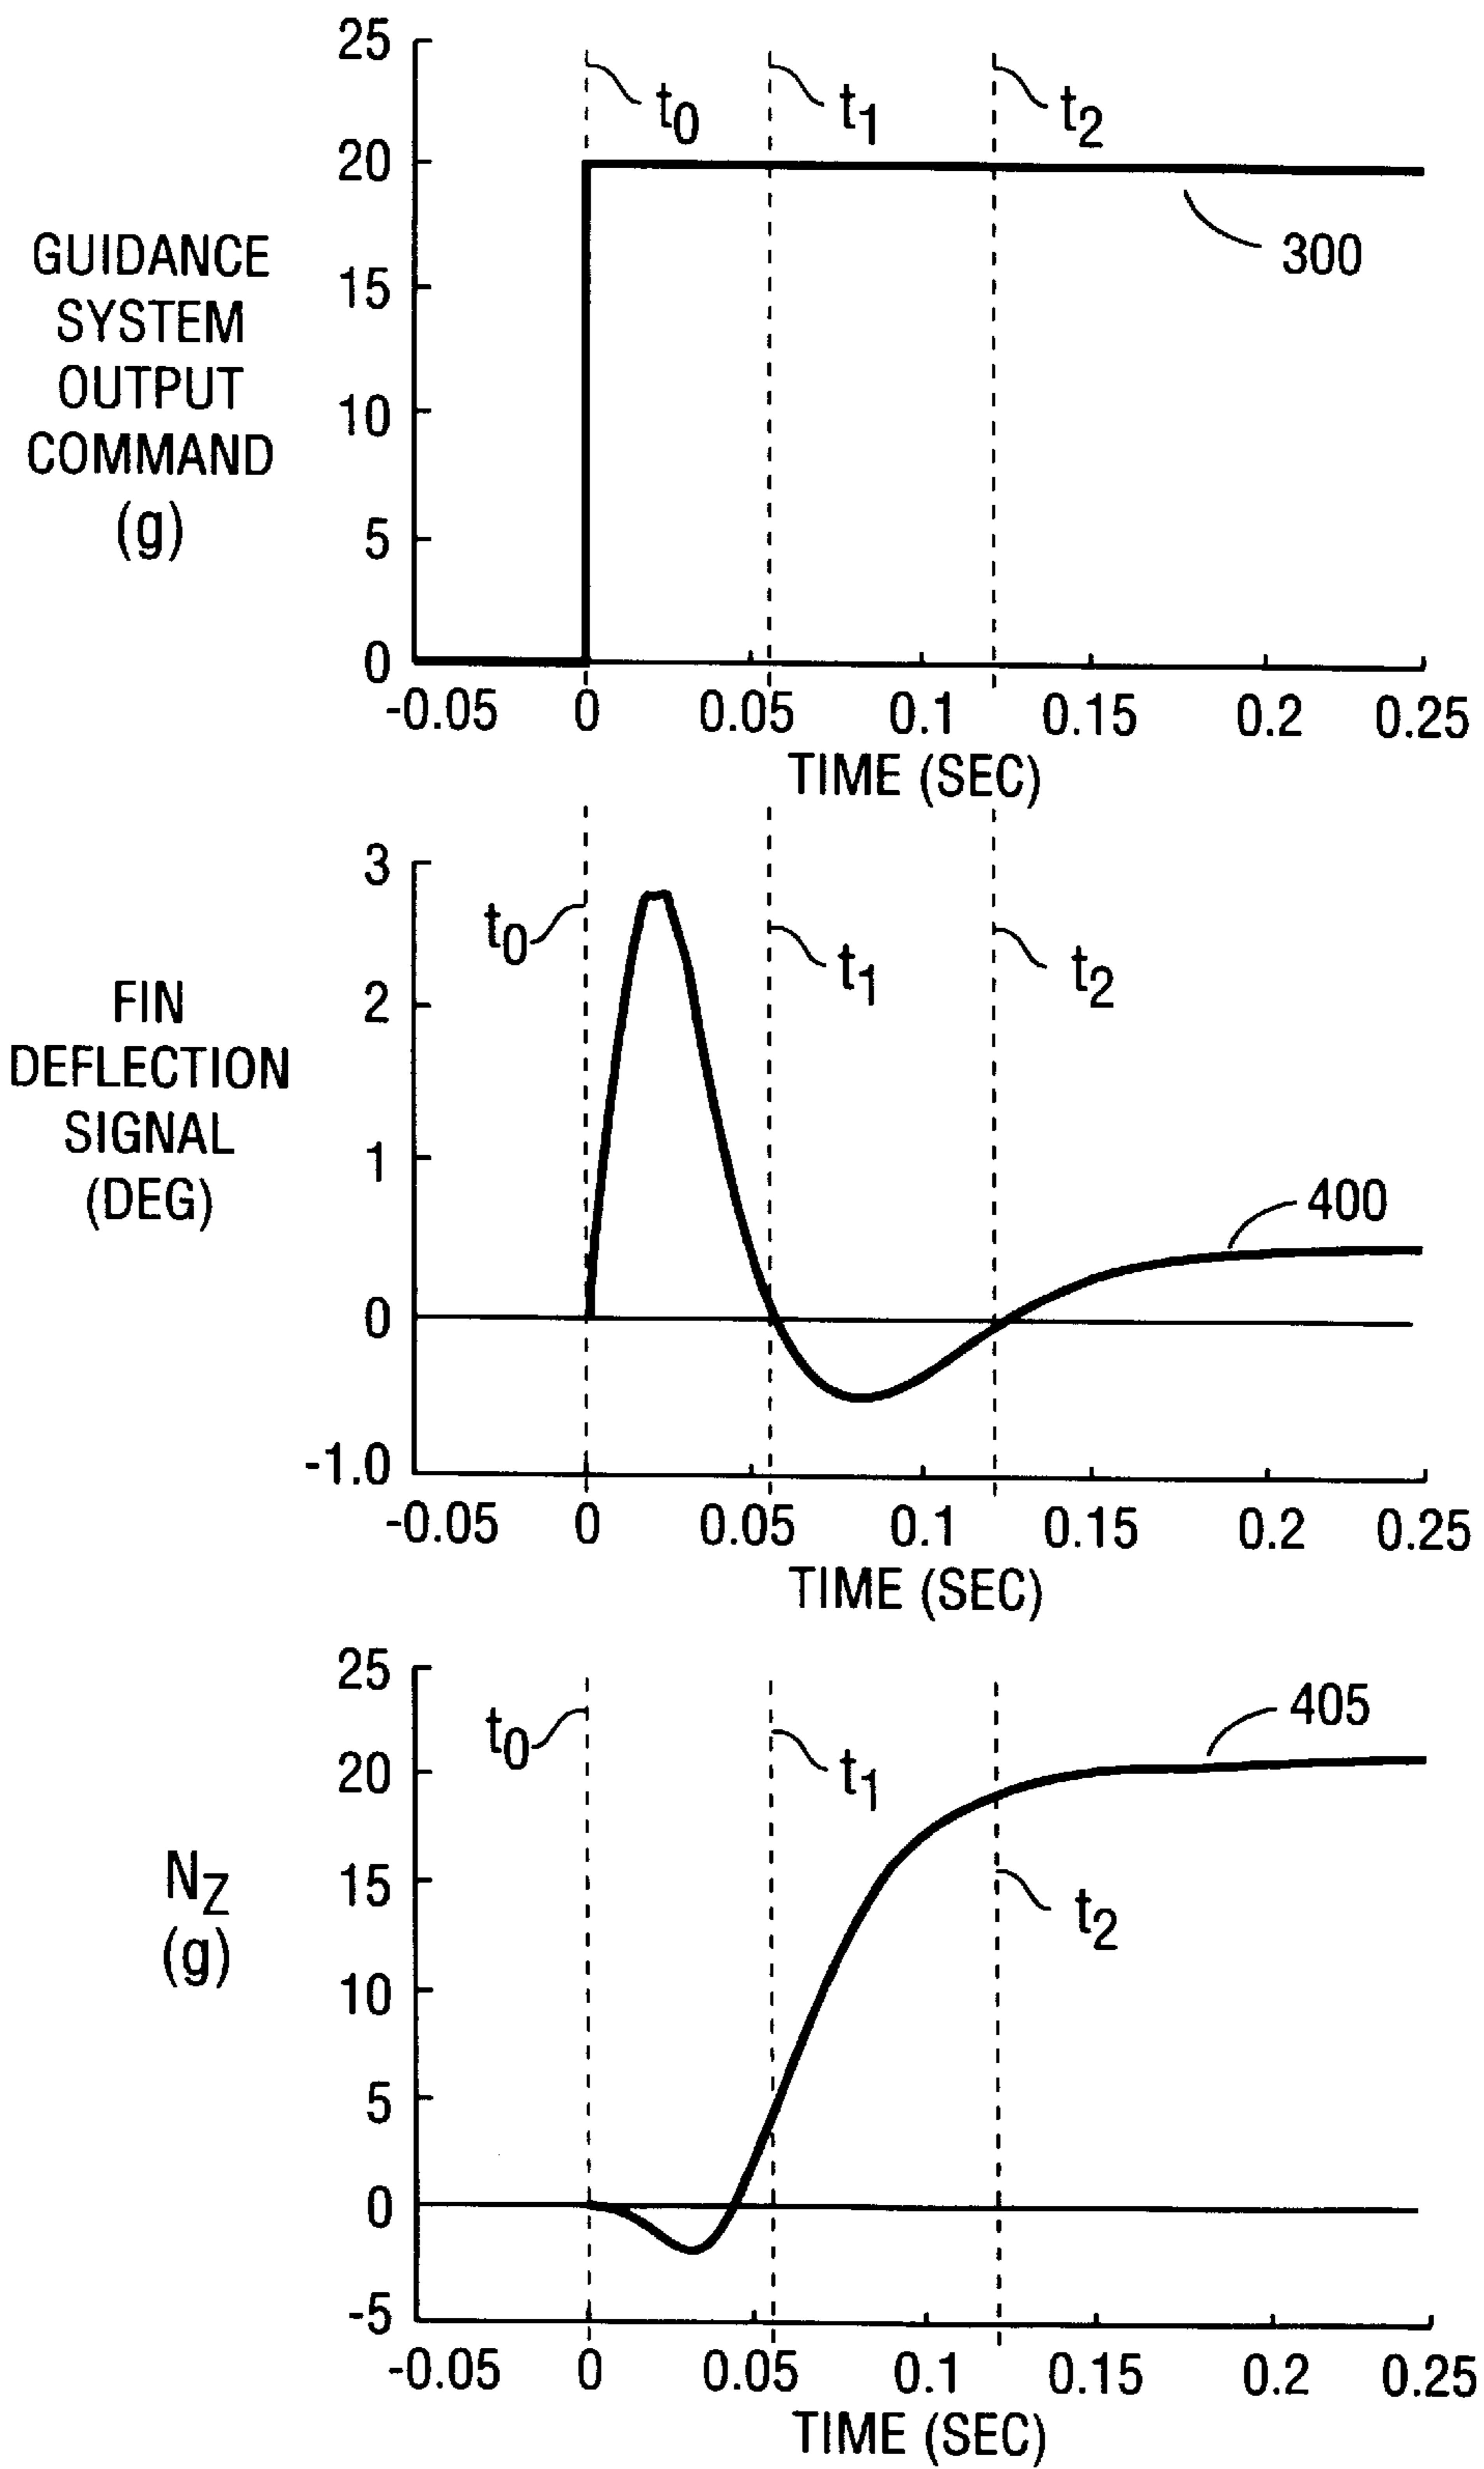 25
t0
t1
t2
20
300
GUIDANCE
SYSTEM
OUTPUT
COMMAND
(g)
15
10
5
0
-0.05 0 0.05 0.1 0.15 0.2 0.25
TIME (SEC)
3
t0
t1
t2
FIN
DEFLECTION
SIGNAL
(DEG)
2
1
400
0
-1.0
-0.05 0 0.05 0.1 0.15 0.2 0.25
TIME (SEC)
25
t0
405
20
t1
NZ
(g)
15
t2
10
5
0
-5
-0.05 0 0.05 0.1 0.15 0.2 0.25
TIME (SEC)